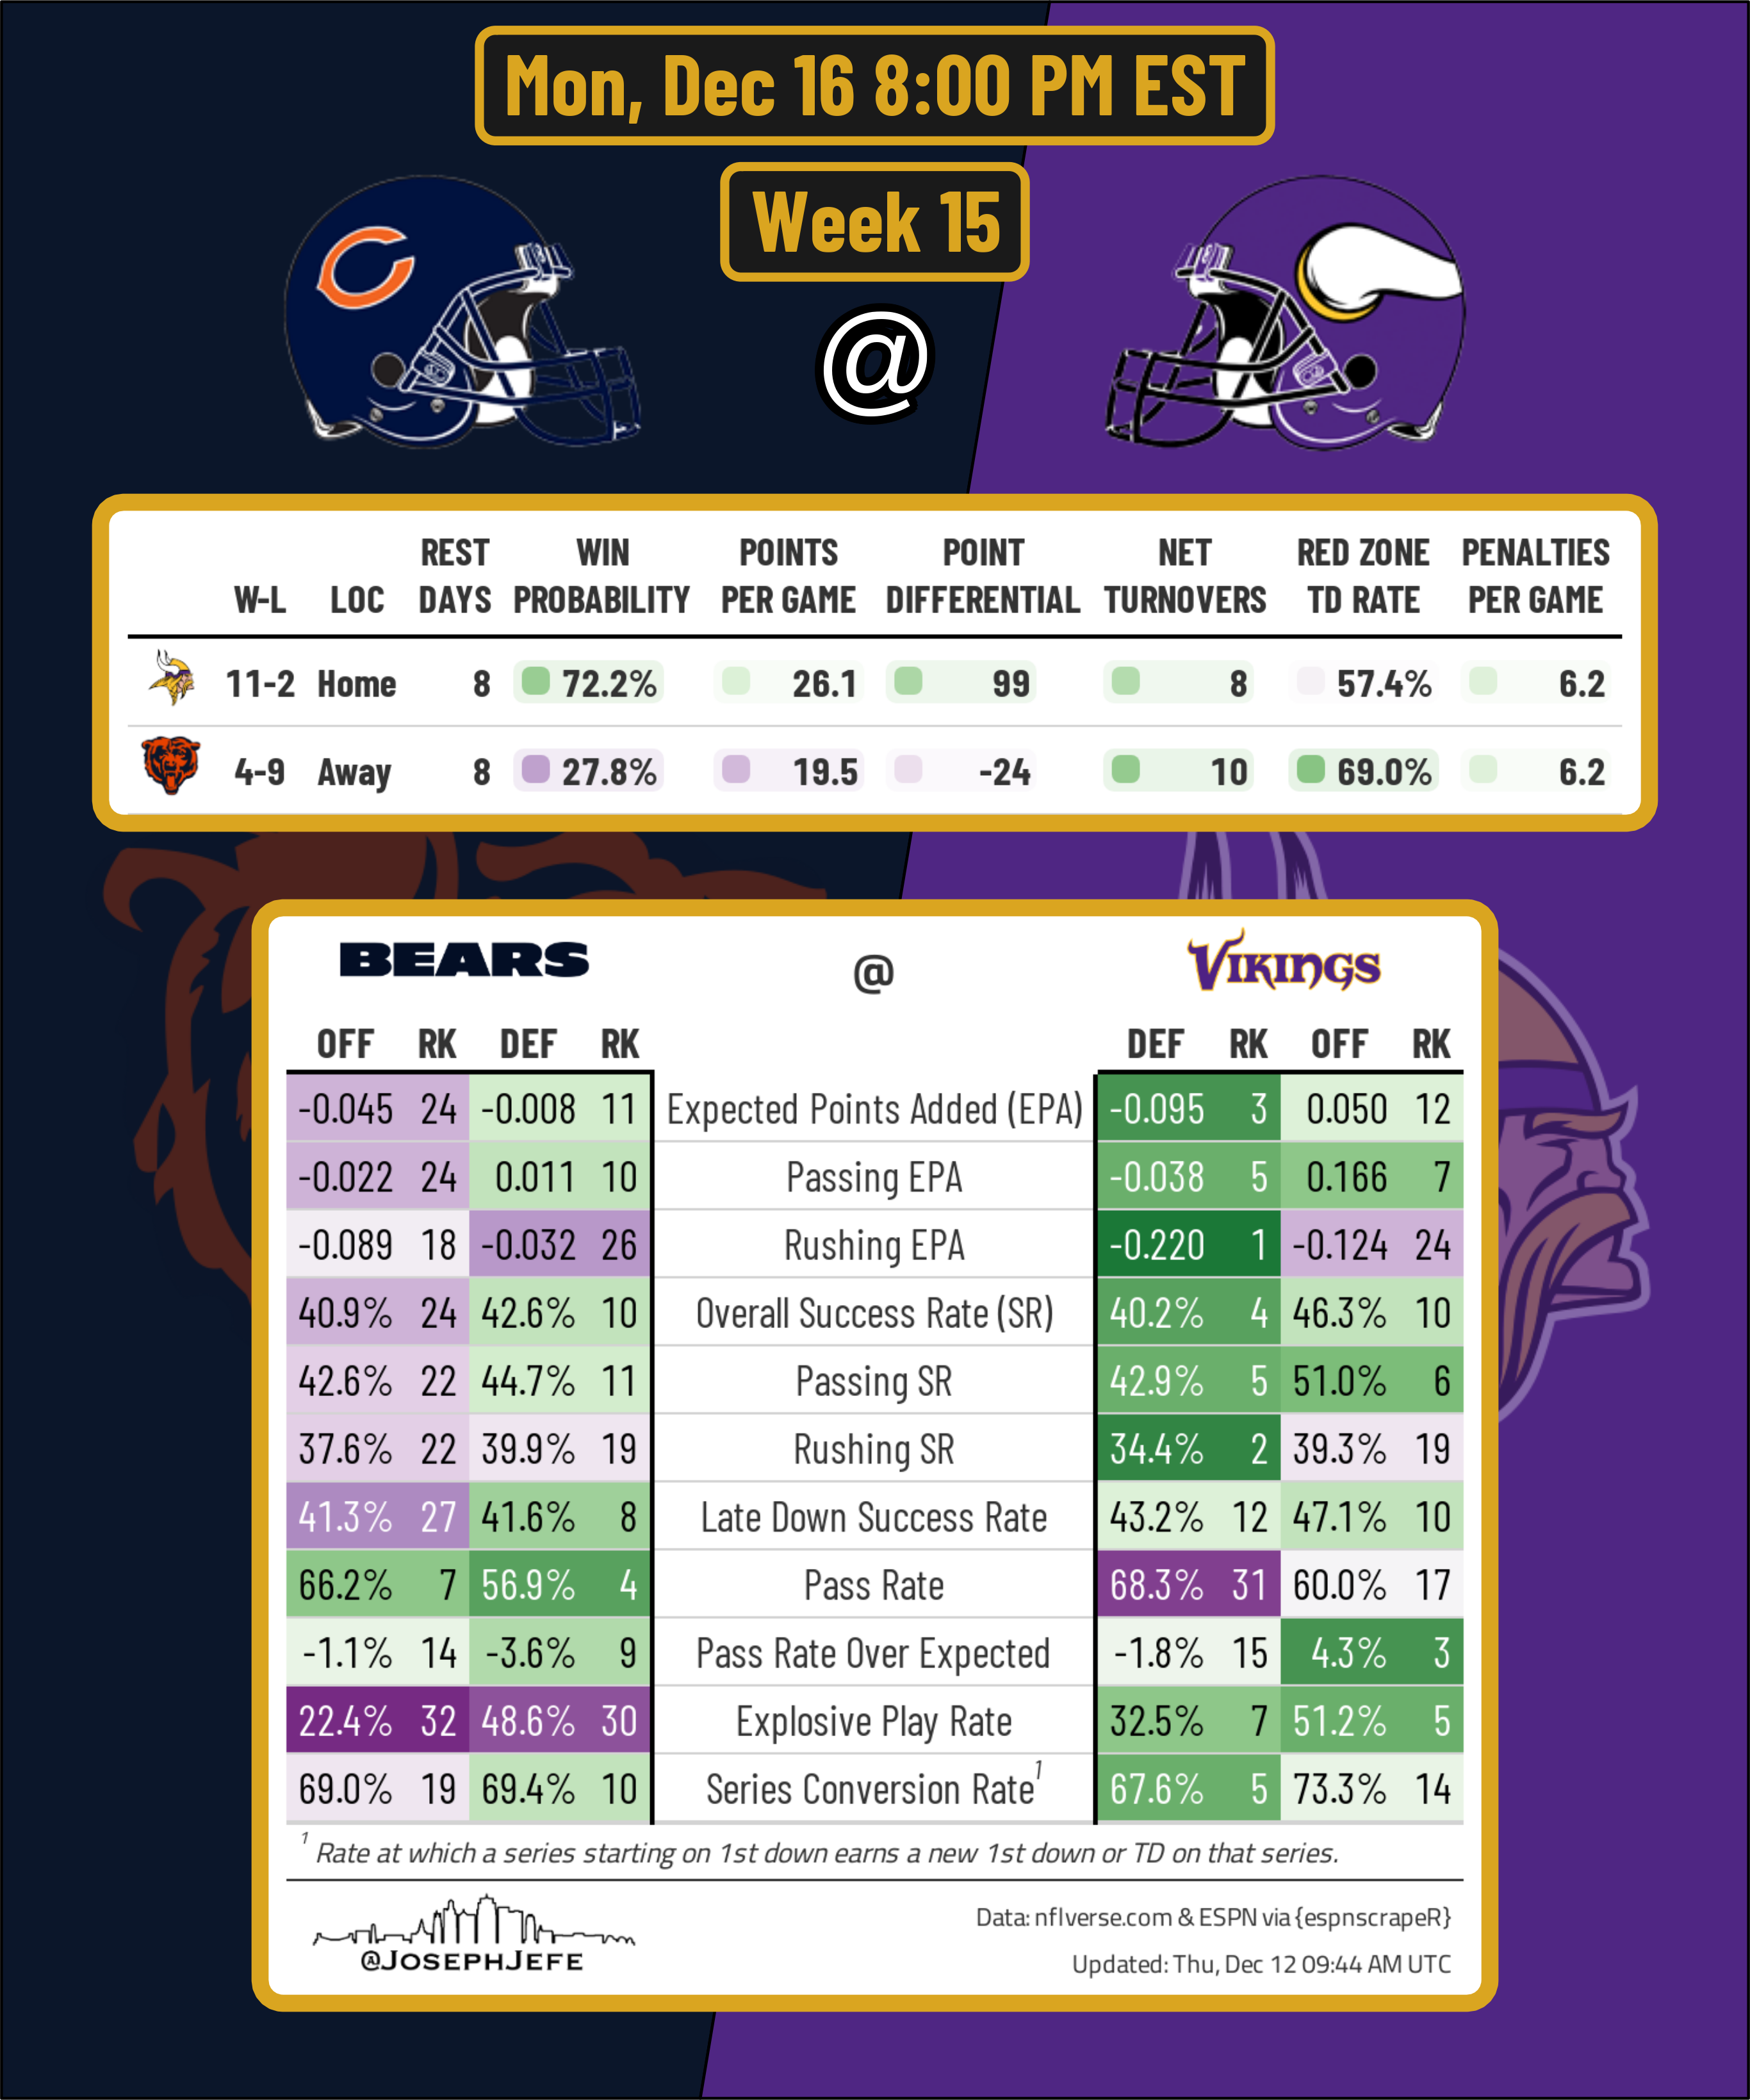 Mon, Dec 16 8:00 PM EST
Week 15
@
REST WIN POINTS POINT NET RED ZONE PENALTIES
W-L LOC DAYS PROBABILITY PER GAME DIFFERENTIAL TURNOVERS TD RATE PER GAME
11-2 Home 8 72.2% 26.1 99 8 57.4% 6.2
4-9 Away 8 27.8% 19.5 -24 10 69.0% 6.2
BEARS @ VIKINGS
OFF RK DEF RK DEF RK OFF RK
-0.045 24 -0.008 11 Expected Points Added (EPA) -0.095 3 0.050 12
-0.022 24 0.011 10 Passing EPA -0.038 5 0.166 7
-0.089 18 -0.032 26 Rushing EPA -0.220 1 -0.124 24
40.9% 24 42.6% 10 Overall Success Rate (SR) 40.2% 4 46.3% 10
42.6% 22 44.7% 11 Passing SR 42.9% 5 51.0% 6
37.6% 22 39.9% 19 Rushing SR 34.4% 2 39.3% 19
41.3% 27 41.6% 8 Late Down Success Rate 43.2% 12 47.1% 10
66.2% 7 56.9% 4 Pass Rate 68.3% 31 60.0% 17
-1.1% 14 -3.6% 9 Pass Rate Over Expected -1.8% 15 4.3% 3
22.4% 32 48.6% 30 Explosive Play Rate 32.5% 7 51.2% 5
69.0% 19 69.4% 10 Series Conversion Rate¹ 67.6% 5 73.3% 14
¹ Rate at which a series starting on 1st down earns a new 1st down or TD on that series.
Data: nflverse.com & ESPN via {espnscrapeR}
@JOSEPHJEFE
Updated: Thu, Dec 12 09:44 AM UTC